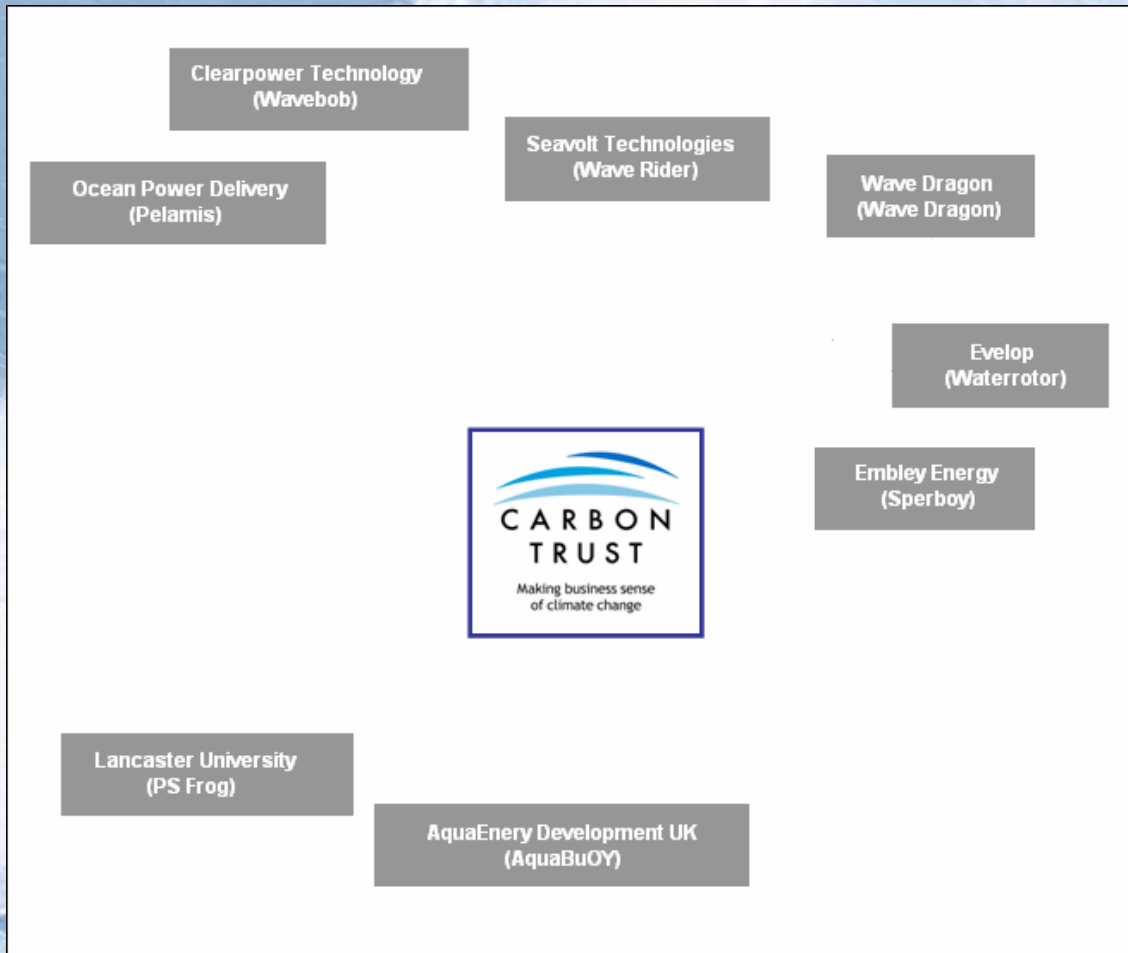 Clearpower Technology
(Wavebob)
Seavolt Technologies
(Wave Rider)
Ocean Power Delivery
(Pelamis)
Wave Dragon
(Wave Dragon)
Evelop
(Waterrotor)
CARBON
TRUST
Making business sense
of climate change
Embley Energy
(Sperboy)
Lancaster University
(PS Frog)
AquaEnery Development UK
(AquaBuOY)